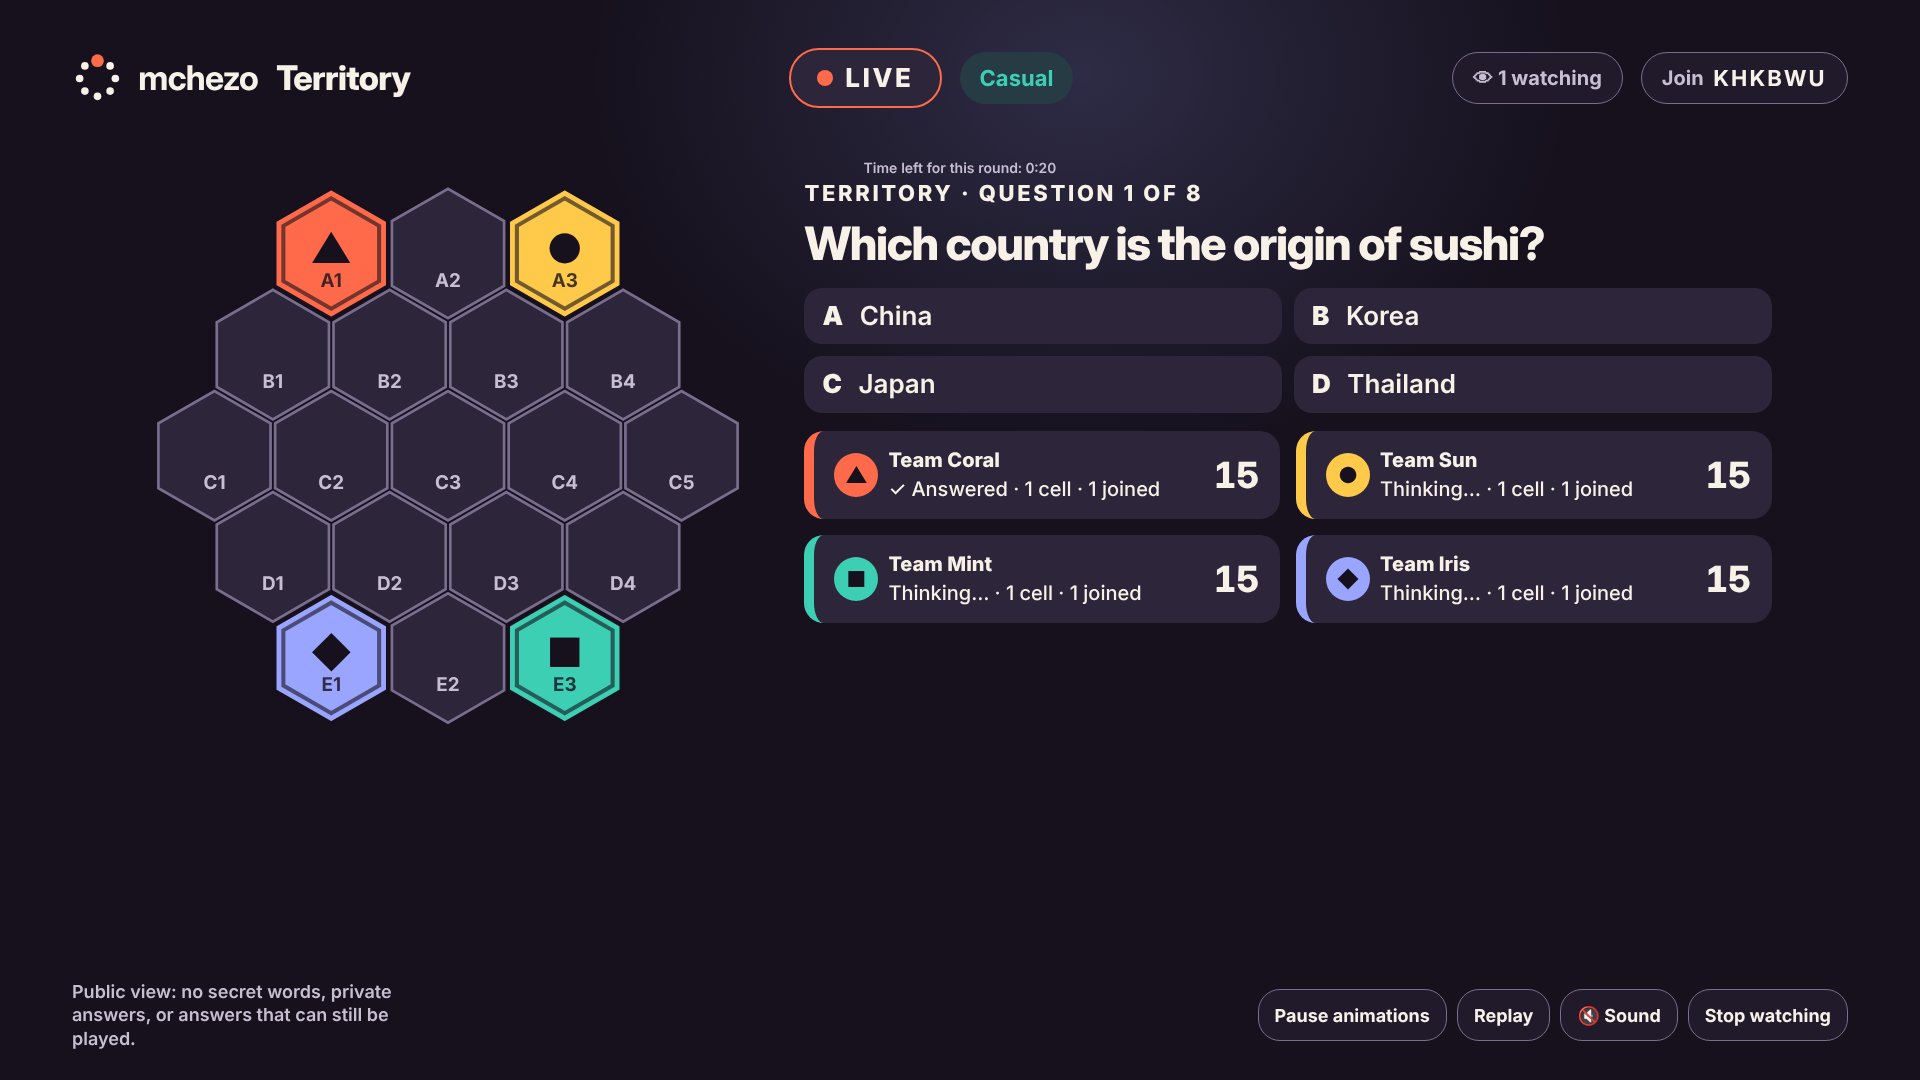 mchezo Territory
LIVE
Casual
1 watching
Join KHKBWU
Time left for this round: 0:20
TERRITORY · QUESTION 1 OF 8
Which country is the origin of sushi?
A China
B Korea
C Japan
D Thailand
Team Coral
✓ Answered · 1 cell · 1 joined
15
Team Sun
Thinking... · 1 cell · 1 joined
15
Team Mint
Thinking... · 1 cell · 1 joined
15
Team Iris
Thinking... · 1 cell · 1 joined
15
A1 A2 A3
B1 B2 B3 B4
C1 C2 C3 C4 C5
D1 D2 D3 D4
E1 E2 E3
Public view: no secret words, private
answers, or answers that can still be
played.
Pause animations
Replay
Sound
Stop watching